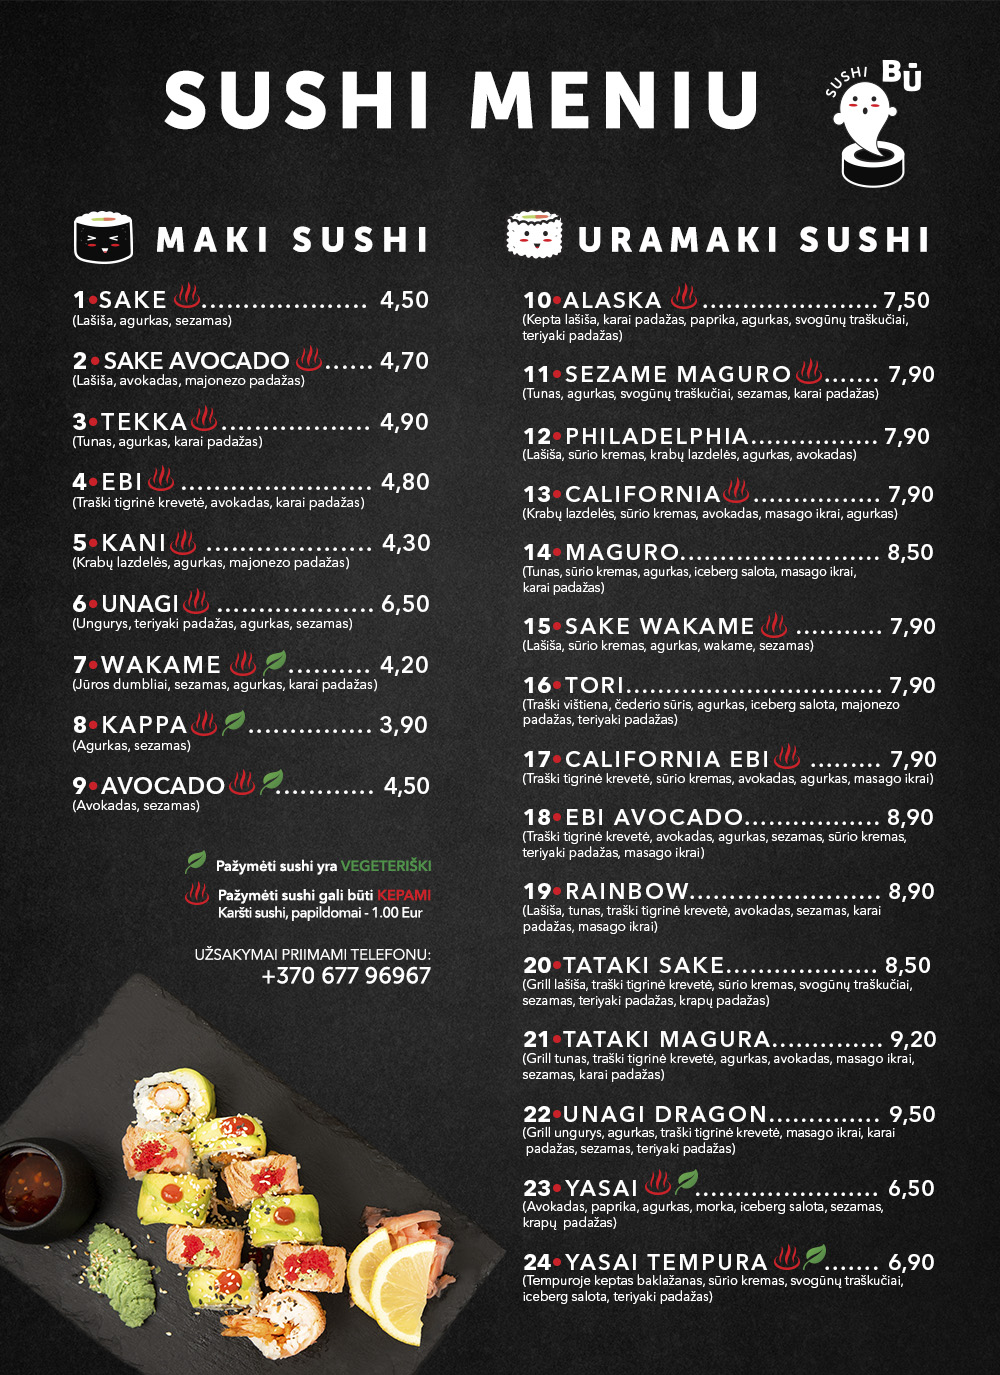 SUSHI MENIU
SUSHI BŪ
MAKI SUSHI
1•SAKE.................... 4,50
(Lašiša, agurkas, sezamas)
2•SAKE AVOCADO...... 4,70
(Lašiša, avokadas, majonezo padažas)
3•TEKKA................... 4,90
(Tunas, agurkas, karai padažas)
4•EBI........................ 4,80
(Traški tigrinė krevetė, avokadas, karai padažas)
5•KANI..................... 4,30
(Krabų lazdelės, agurkas, majonezo padažas)
6•UNAGI.................... 6,50
(Ungurys, teriyaki padažas, agurkas, sezamas)
7•WAKAME.......... 4,20
(Jūros dumbliai, sezamas, agurkas, karai padažas)
8•KAPPA................ 3,90
(Agurkas, sezamas)
9•AVOCADO............ 4,50
(Avokadas, sezamas)
Pažymėti sushi yra VEGETERIŠKI
Pažymėti sushi gali būti KEPAMI
Karšti sushi, papildomai - 1.00 Eur
UŽSAKYMAI PRIIMAMI TELEFONU:
+370 677 96967
URAMAKI SUSHI
10•ALASKA...................... 7,50
(Kepta lašiša, karai padažas, paprika, agurkas, svogūnų traškučiai,
teriyaki padažas)
11•SEZAME MAGURO....... 7,90
(Tunas, agurkas, svogūnų traškučiai, sezamas, karai padažas)
12•PHILADELPHIA................ 7,90
(Lašiša, sūrio kremas, krabų lazdelės, agurkas, avokadas)
13•CALIFORNIA................ 7,90
(Krabų lazdelės, sūrio kremas, avokadas, masago ikrai, agurkas)
14•MAGURO......................... 8,50
(Tunas, sūrio kremas, agurkas, iceberg salota, masago ikrai,
karai padažas)
15•SAKE WAKAME........... 7,90
(Lašiša, sūrio kremas, agurkas, wakame, sezamas)
16•TORI................................ 7,90
(Traški vištiena, čederio sūris, agurkas, iceberg salota, majonezo
padažas, teriyaki padažas)
17•CALIFORNIA EBI......... 7,90
(Traški tigrinė krevetė, sūrio kremas, avokadas, agurkas, masago ikrai)
18•EBI AVOCADO................. 8,90
(Traški tigrinė krevetė, avokadas, agurkas, sezamas, sūrio kremas,
teriyaki padažas, masago ikrai)
19•RAINBOW........................ 8,90
(Lašiša, tunas, traški tigrinė krevetė, avokadas, sezamas, karai
padažas, masago ikrai)
20•TATAKI SAKE................... 8,50
(Grill lašiša, traški tigrinė krevetė, sūrio kremas, svogūnų traškučiai,
sezamas, teriyaki padažas, krapų padažas)
21•TATAKI MAGURA.............. 9,20
(Grill tunas, traški tigrinė krevetė, agurkas, avokadas, masago ikrai,
sezamas, karai padažas)
22•UNAGI DRAGON.............. 9,50
(Grill ungurys, agurkas, traški tigrinė krevetė, masago ikrai, karai
padažas, sezamas, teriyaki padažas)
23•YASAI....................... 6,50
(Avokadas, paprika, agurkas, morka, iceberg salota, sezamas,
krapų padažas)
24•YASAI TEMPURA....... 6,90
(Tempuroje keptas baklažanas, sūrio kremas, svogūnų traškučiai,
iceberg salota, teriyaki padažas)